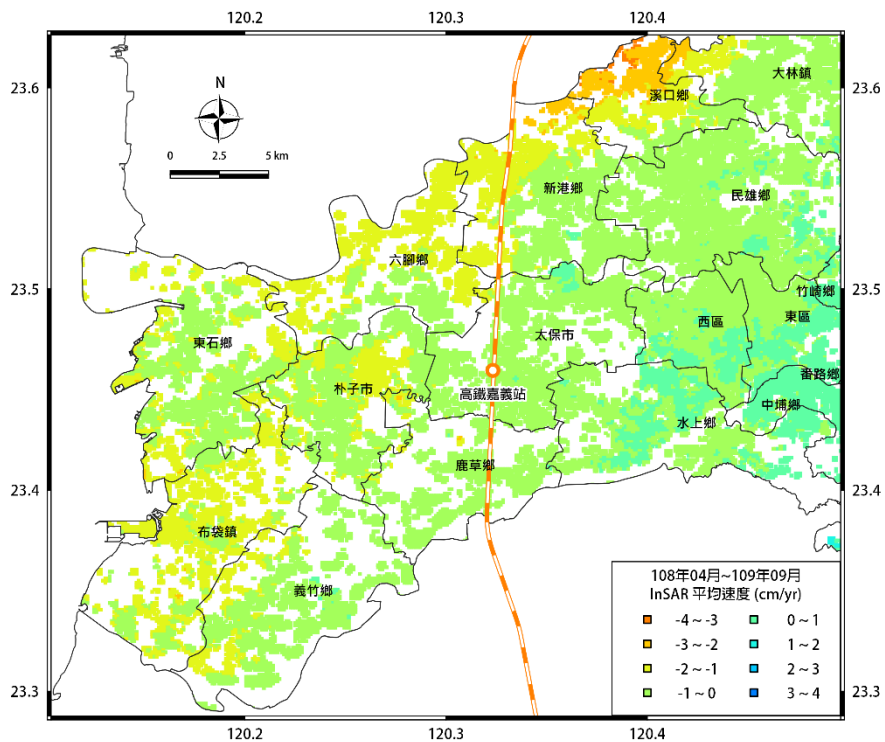 120.2 120.3 120.4
23.6 23.6
大林鎮
溪口鄉
N
0 2.5 5 km
新港鄉 民雄鄉
六腳鄉
23.5 23.5
竹崎鄉
東區
西區
太保市
東石鄉
番路鄉
朴子市 高鐵嘉義站
中埔鄉
水上鄉
鹿草鄉
23.4 23.4
布袋鎮
義竹鄉
108年04月~109年09月
InSAR 平均速度 (cm/yr)
-4 ~ -3 0 ~ 1
-3 ~ -2 1 ~ 2
-2 ~ -1 2 ~ 3
-1 ~ 0 3 ~ 4
23.3 23.3
120.2 120.3 120.4